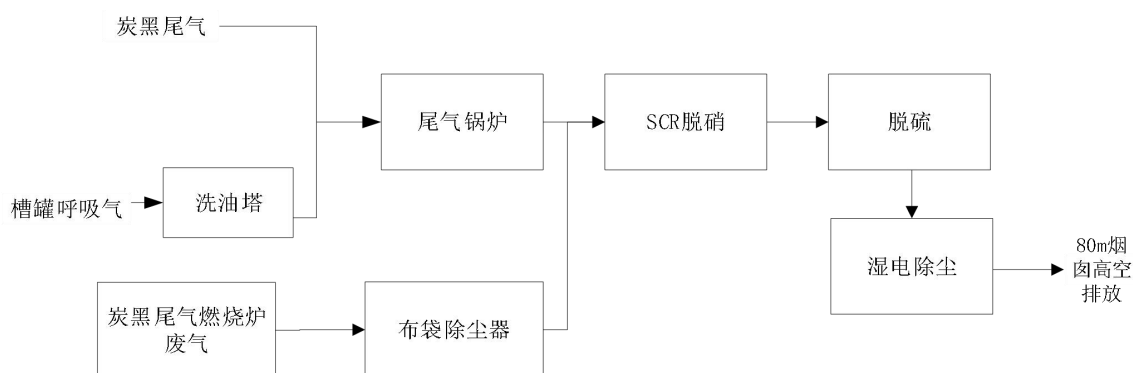 炭黑尾气
尾气锅炉
SCR脱硝
脱硫
槽罐呼吸气
洗油塔
湿电除尘
80m烟
囱高空
排放
炭黑尾气燃烧炉
废气
布袋除尘器